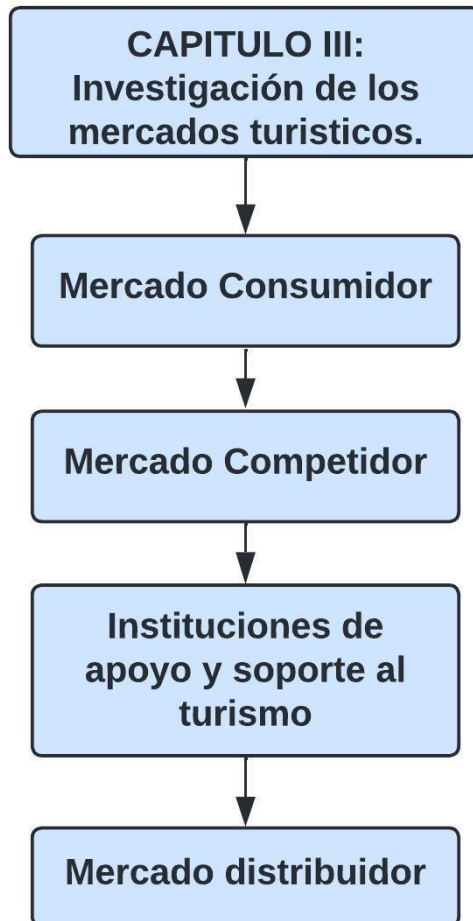 CAPITULO III:
Investigación de los
mercados turisticos.
Mercado Consumidor
Mercado Competidor
Instituciones de
apoyo y soporte al
turismo
Mercado distribuidor